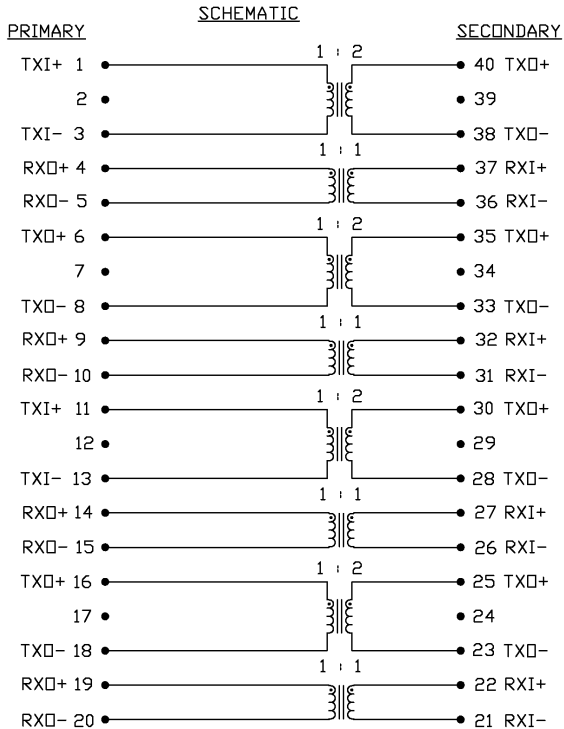 SCHEMATIC
PRIMARY SECONDARY
1 : 2
TXI+ 1 40 TXO+
2 39
TXI- 3 38 TXO-
1 : 1
RXO+ 4 37 RXI+
RXO- 5 36 RXI-
1 : 2
TXO+ 6 35 TXO+
7 34
TXO- 8 33 TXO-
1 : 1
RXO+ 9 32 RXI+
RXO- 10 31 RXI-
1 : 2
TXI+ 11 30 TXO+
12 29
TXI- 13 28 TXO-
1 : 1
RXO+ 14 27 RXI+
RXO- 15 26 RXI-
1 : 2
TXO+ 16 25 TXO+
17 24
TXO- 18 23 TXO-
1 : 1
RXO+ 19 22 RXI+
RXO- 20 21 RXI-